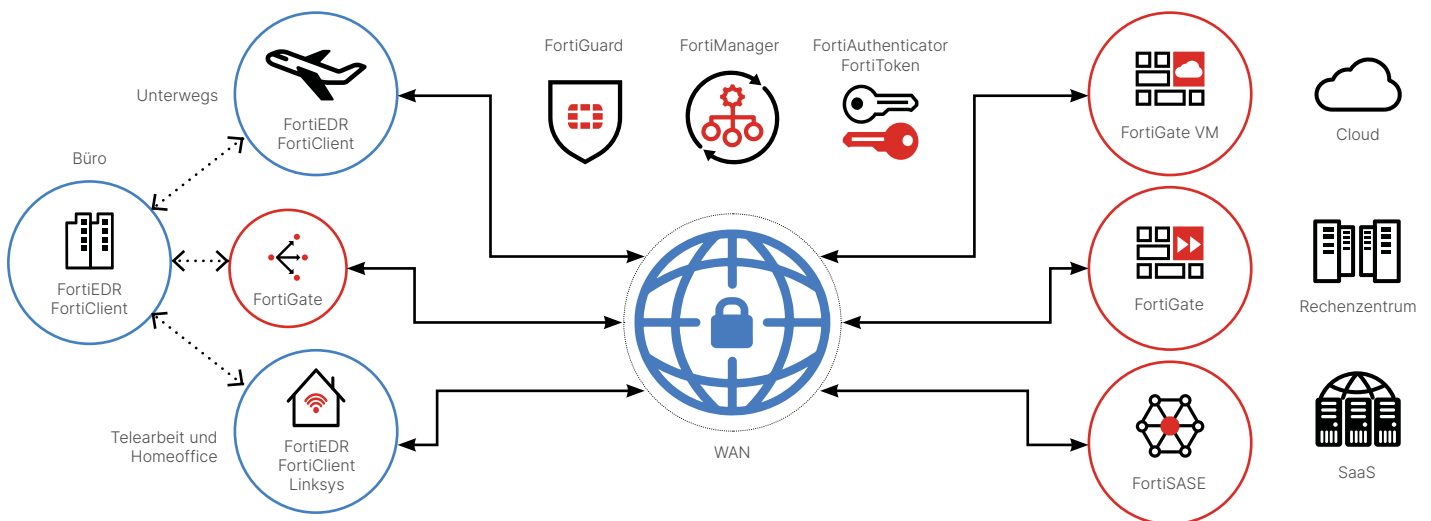 FortiGuard
FortiManager
FortiAuthenticator
FortiToken
Unterwegs
FortiEDR
FortiClient
Büro
FortiEDR
FortiClient
FortiGate
Telearbeit und
Homeoffice
FortiEDR
FortiClient
Linksys
WAN
FortiGate VM
Cloud
FortiGate
Rechenzentrum
FortiSASE
SaaS